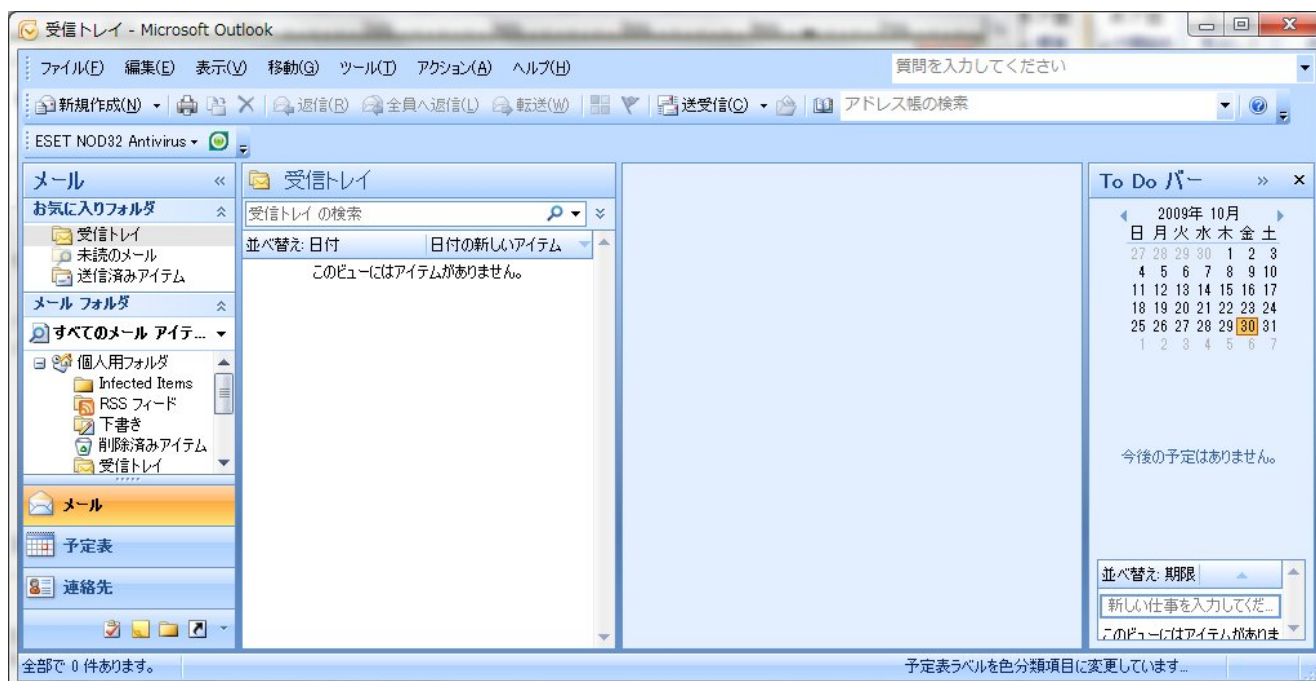 受信トレイ - Microsoft Outlook
ファイル(F) 編集(E) 表示(V) 移動(G) ツール(T) アクション(A) ヘルプ(H) 質問を入力してください
新規作成(N) 返信(R) 全員へ返信(L) 転送(W) 送受信(C) アドレス帳の検索
ESET NOD32 Antivirus
メール
お気に入りフォルダ
受信トレイ
未読のメール
送信済みアイテム
メール フォルダ
すべてのメール アイテ...
個人用フォルダ
Infected Items
RSS フィード
下書き
削除済みアイテム
受信トレイ
メール
予定表
連絡先
受信トレイ
受信トレイ の検索
並べ替え: 日付 日付の新しいアイテム
このビューにはアイテムがありません。
To Do バー
2009年 10月
日 月 火 水 木 金 土
27 28 29 30 1 2 3
4 5 6 7 8 9 10
11 12 13 14 15 16 17
18 19 20 21 22 23 24
25 26 27 28 29 30 31
1 2 3 4 5 6 7
今後の予定はありません。
並べ替え: 期限
新しい仕事を入力してくだ...
このビューにはアイテムがありま
全部で 0 件あります。 予定表ラベルを色分類項目に変更しています...